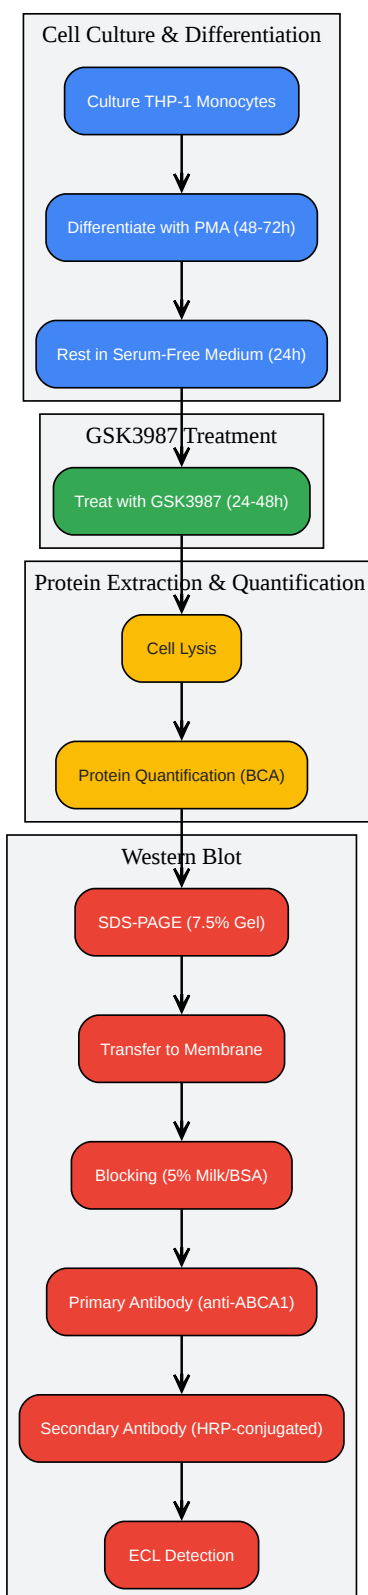 Cell Culture & Differentiation
Culture THP-1 Monocytes
Differentiate with PMA (48-72h)
Rest in Serum-Free Medium (24h)
GSK3987 Treatment
Treat with GSK3987 (24-48h)
Protein Extraction & Quantification
Cell Lysis
Protein Quantification (BCA)
Western Blot
SDS-PAGE (7.5% Gel)
Transfer to Membrane
Blocking (5% Milk/BSA)
Primary Antibody (anti-ABCA1)
Secondary Antibody (HRP-conjugated)
ECL Detection